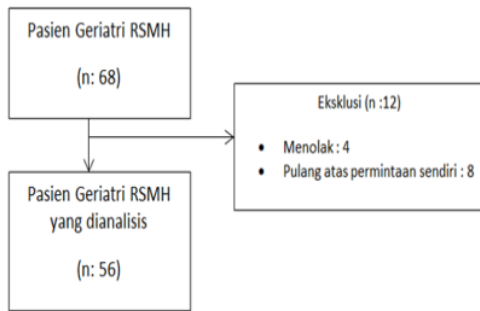 Pasien Geriatri RSMH
(n: 68)
Eksklusi (n :12)
• Menolak : 4
• Pulang atas permintaan sendiri : 8
Pasien Geriatri RSMH
yang dianalisis
(n: 56)